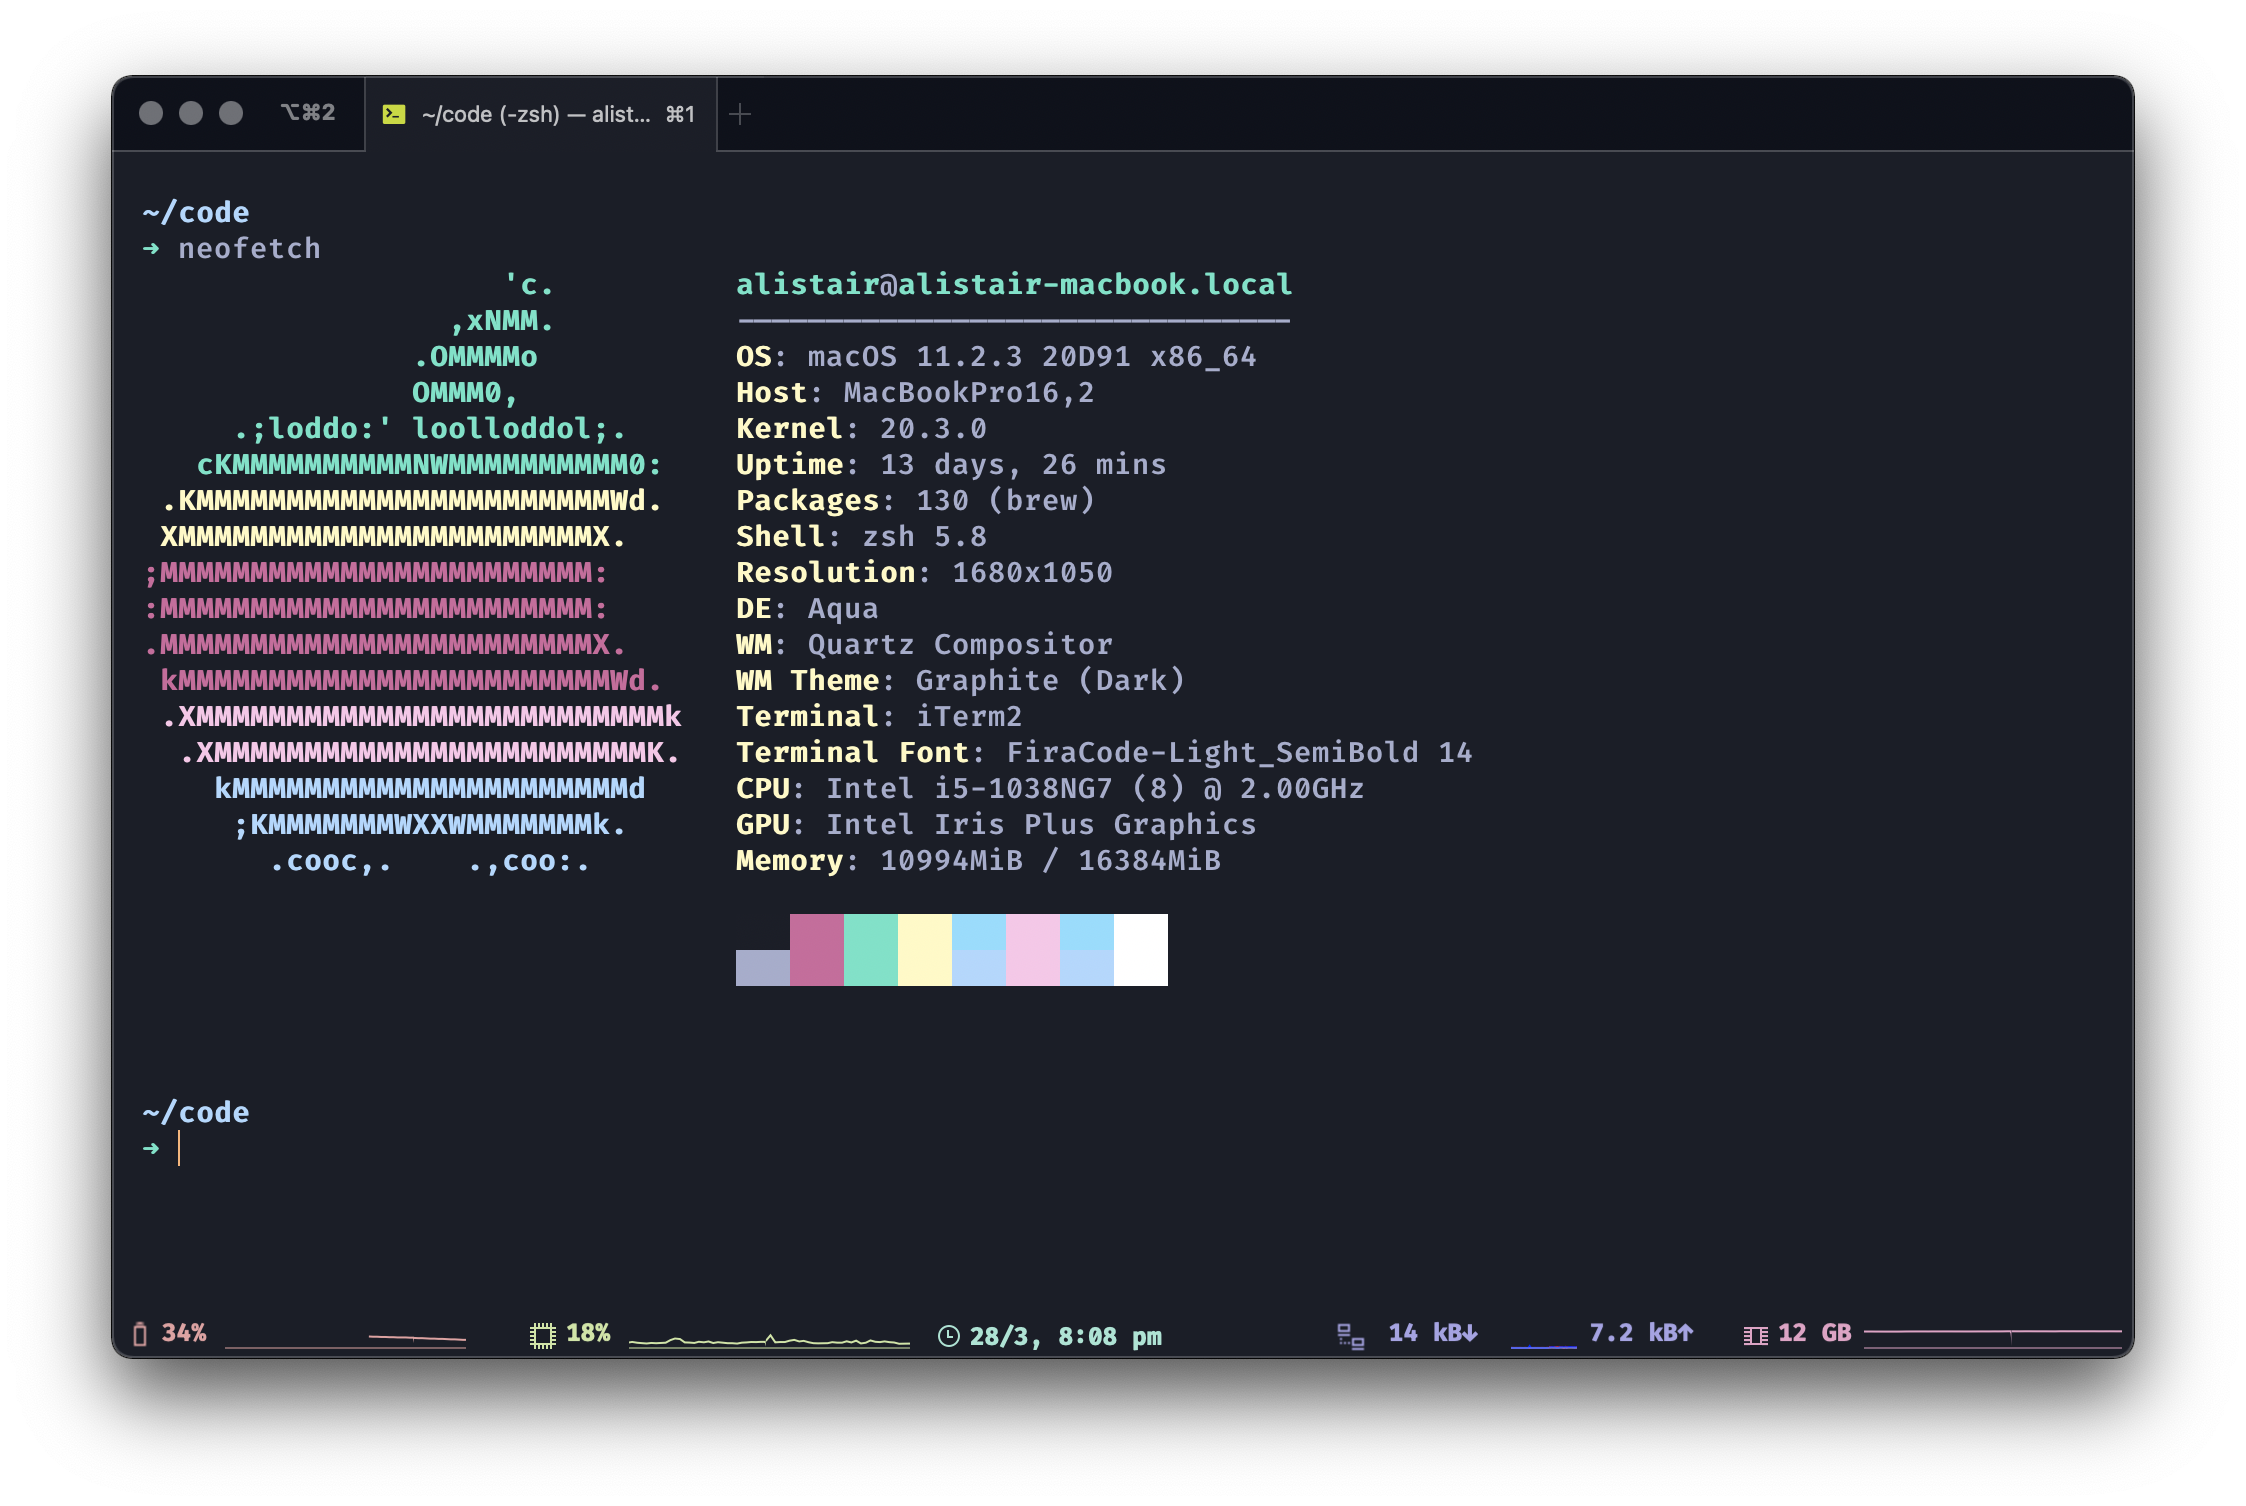 ⌥⌘2 ~/code (-zsh) — alist... ⌘1 +
~/code
➜ neofetch
'c. alistair@alistair-macbook.local
,xNMM. -------------------------------
.OMMMMo OS: macOS 11.2.3 20D91 x86_64
OMMM0, Host: MacBookPro16,2
.;loddo:' loolloddol;. Kernel: 20.3.0
cKMMMMMMMMMMNWMMMMMMMMMM0: Uptime: 13 days, 26 mins
.KMMMMMMMMMMMMMMMMMMMMMMMWd. Packages: 130 (brew)
XMMMMMMMMMMMMMMMMMMMMMMMX. Shell: zsh 5.8
;MMMMMMMMMMMMMMMMMMMMMMMM: Resolution: 1680x1050
:MMMMMMMMMMMMMMMMMMMMMMMM: DE: Aqua
.MMMMMMMMMMMMMMMMMMMMMMMMX. WM: Quartz Compositor
kMMMMMMMMMMMMMMMMMMMMMMMMWd. WM Theme: Graphite (Dark)
.XMMMMMMMMMMMMMMMMMMMMMMMMMMk Terminal: iTerm2
.XMMMMMMMMMMMMMMMMMMMMMMMMK. Terminal Font: FiraCode-Light_SemiBold 14
kMMMMMMMMMMMMMMMMMMMMMMd CPU: Intel i5-1038NG7 (8) @ 2.00GHz
;KMMMMMMMWXXWMMMMMMMk. GPU: Intel Iris Plus Graphics
.cooc,. .,coo:. Memory: 10994MiB / 16384MiB
~/code
➜
34% 18% 28/3, 8:08 pm 14 kB↓ 7.2 kB↑ 12 GB